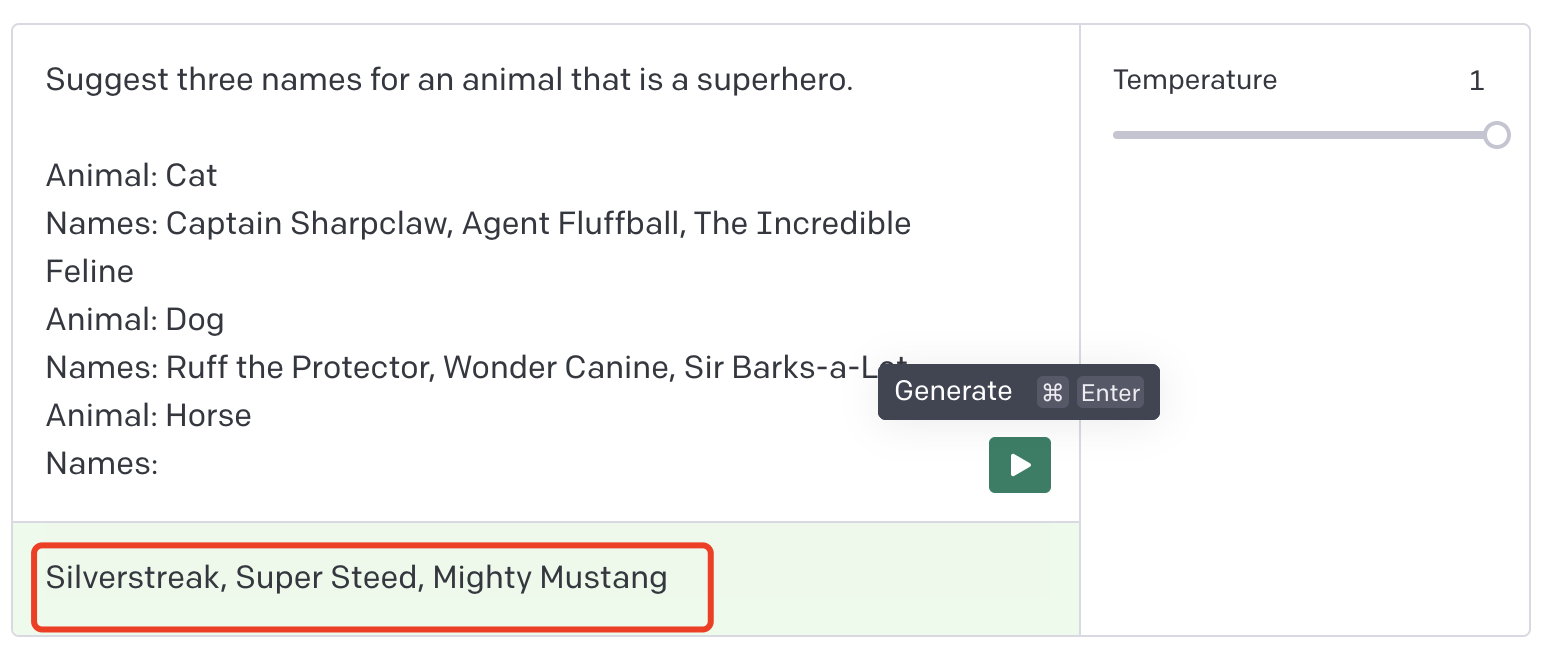 Suggest three names for an animal that is a superhero.
Temperature 1
Animal: Cat
Names: Captain Sharpclaw, Agent Fluffball, The Incredible
Feline
Animal: Dog
Names: Ruff the Protector, Wonder Canine, Sir Barks-a-Lot
Generate ⌘ Enter
Animal: Horse
Names:
Silverstreak, Super Steed, Mighty Mustang